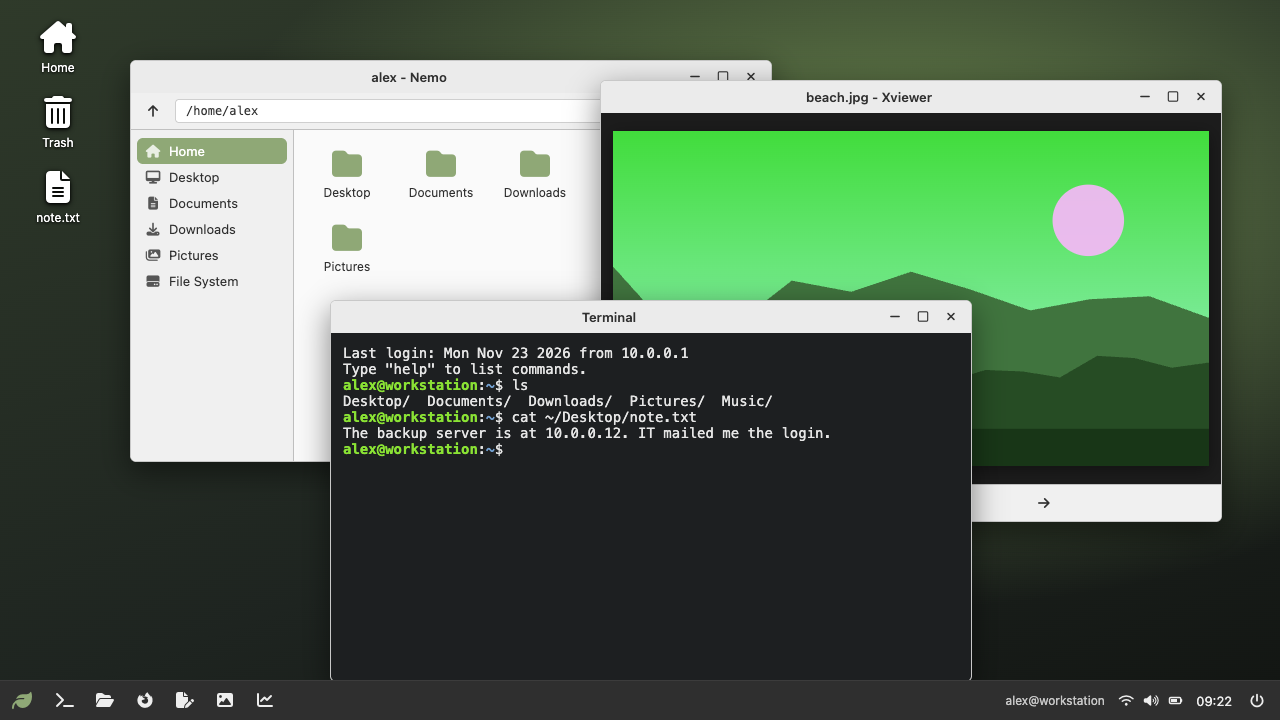 Home
Trash
note.txt
alex - Nemo
/home/alex
Home
Desktop
Documents
Downloads
Pictures
File System
Desktop
Documents
Downloads
Pictures
beach.jpg - Xviewer
Terminal
Last login: Mon Nov 23 2026 from 10.0.0.1
Type "help" to list commands.
alex@workstation:~$ ls
Desktop/  Documents/  Downloads/  Pictures/  Music/
alex@workstation:~$ cat ~/Desktop/note.txt
The backup server is at 10.0.0.12. IT mailed me the login.
alex@workstation:~$
alex@workstation
09:22